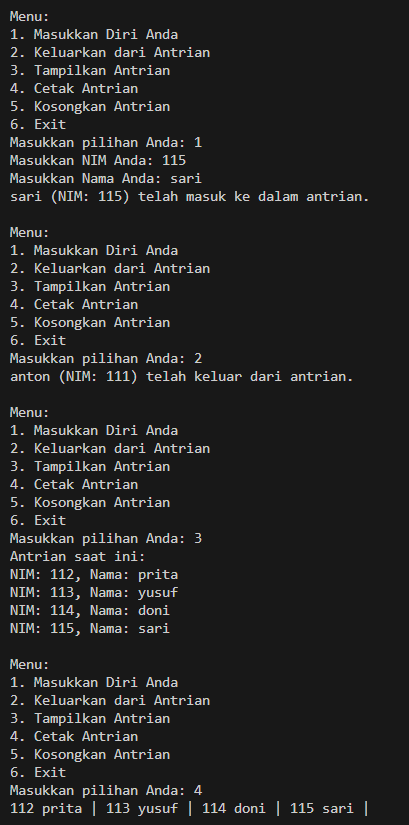 Menu:
1. Masukkan Diri Anda
2. Keluarkan dari Antrian
3. Tampilkan Antrian
4. Cetak Antrian
5. Kosongkan Antrian
6. Exit
Masukkan pilihan Anda: 1
Masukkan NIM Anda: 115
Masukkan Nama Anda: sari
sari (NIM: 115) telah masuk ke dalam antrian.

Menu:
1. Masukkan Diri Anda
2. Keluarkan dari Antrian
3. Tampilkan Antrian
4. Cetak Antrian
5. Kosongkan Antrian
6. Exit
Masukkan pilihan Anda: 2
anton (NIM: 111) telah keluar dari antrian.

Menu:
1. Masukkan Diri Anda
2. Keluarkan dari Antrian
3. Tampilkan Antrian
4. Cetak Antrian
5. Kosongkan Antrian
6. Exit
Masukkan pilihan Anda: 3
Antrian saat ini:
NIM: 112, Nama: prita
NIM: 113, Nama: yusuf
NIM: 114, Nama: doni
NIM: 115, Nama: sari

Menu:
1. Masukkan Diri Anda
2. Keluarkan dari Antrian
3. Tampilkan Antrian
4. Cetak Antrian
5. Kosongkan Antrian
6. Exit
Masukkan pilihan Anda: 4
112 prita | 113 yusuf | 114 doni | 115 sari |